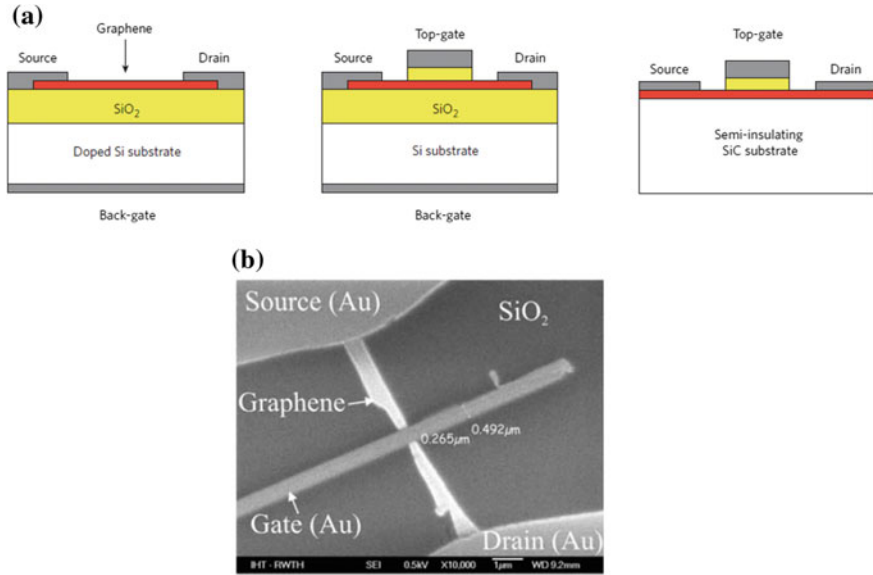 (a)
Graphene
Source
Drain
SiO2
Doped Si substrate
Back-gate
Top-gate
Source
Drain
SiO2
Si substrate
Back-gate
Top-gate
Source
Drain
Semi-insulating
SiC substrate
(b)
Source (Au)
SiO2
Graphene
0.492μm
0.265μm
Gate (Au)
Drain (Au)
IHT - RWTH SEI 0.5kV X10,000 1μm WD 9.2mm